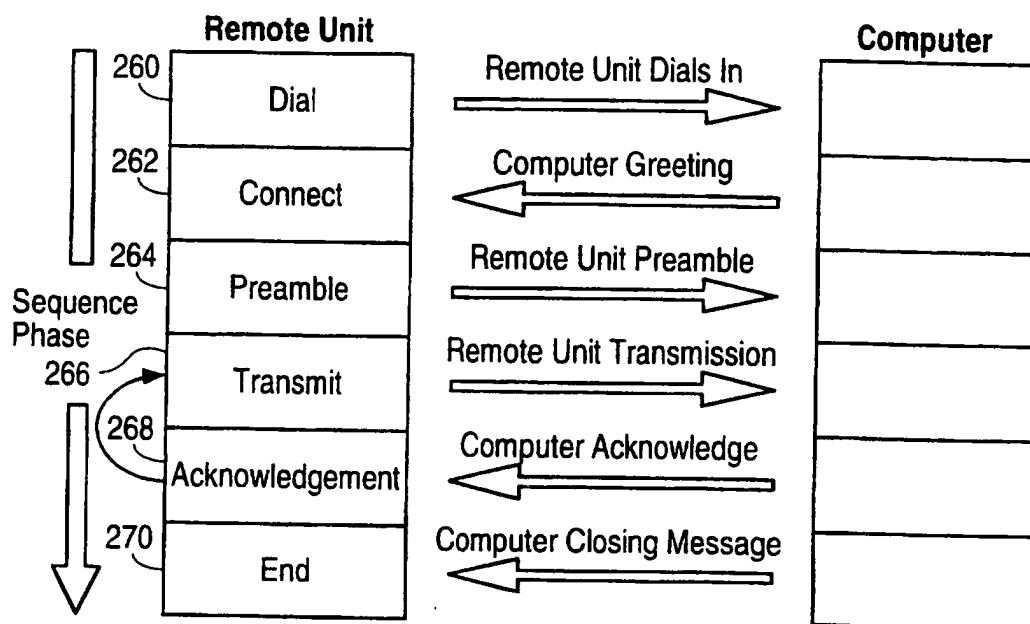 Remote Unit
Computer
260
Dial
Remote Unit Dials In
262
Connect
Computer Greeting
264
Preamble
Remote Unit Preamble
Sequence
Phase
266
Transmit
Remote Unit Transmission
268
Acknowledgement
Computer Acknowledge
270
End
Computer Closing Message